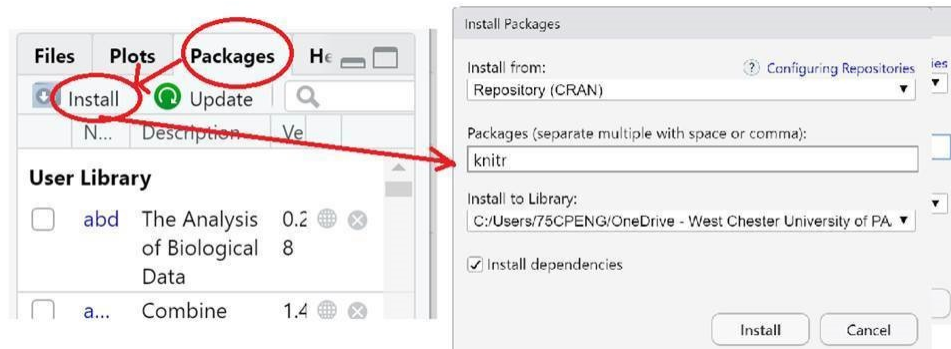 Files Plots Packages He
Install Update
N... Description Ve
User Library
abd The Analysis 0.2
of Biological 8
Data
a... Combine 1.4
Install Packages
Install from: ? Configuring Repositories
Repository (CRAN)
Packages (separate multiple with space or comma):
knitr
Install to Library:
C:/Users/75CPENG/OneDrive - West Chester University of PA.
Install dependencies
Install Cancel
ies